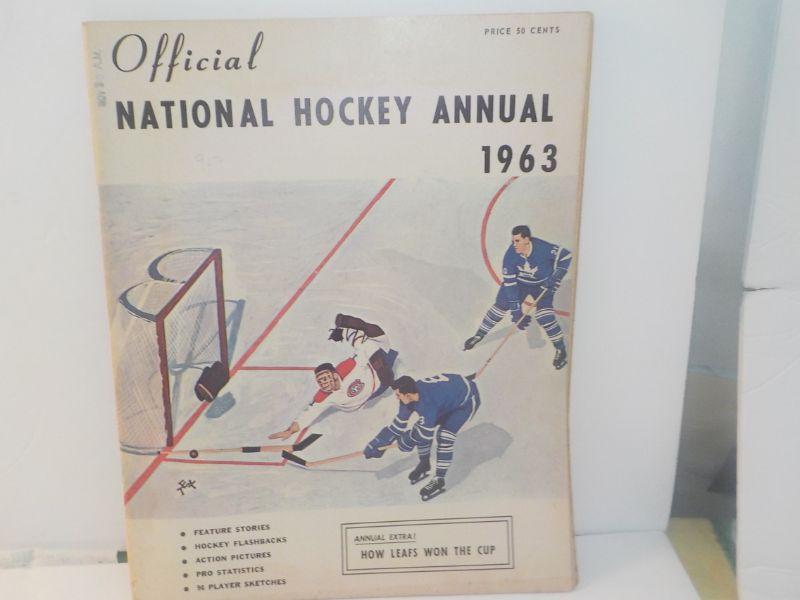 Official
PRICE 50 CENTS
NATIONAL HOCKEY ANNUAL
1963
• FEATURE STORIES
• HOCKEY FLASHBACKS
• ACTION PICTURES
• PRO STATISTICS
• 96 PLAYER SKETCHES
ANNUAL EXTRA!
HOW LEAFS WON THE CUP